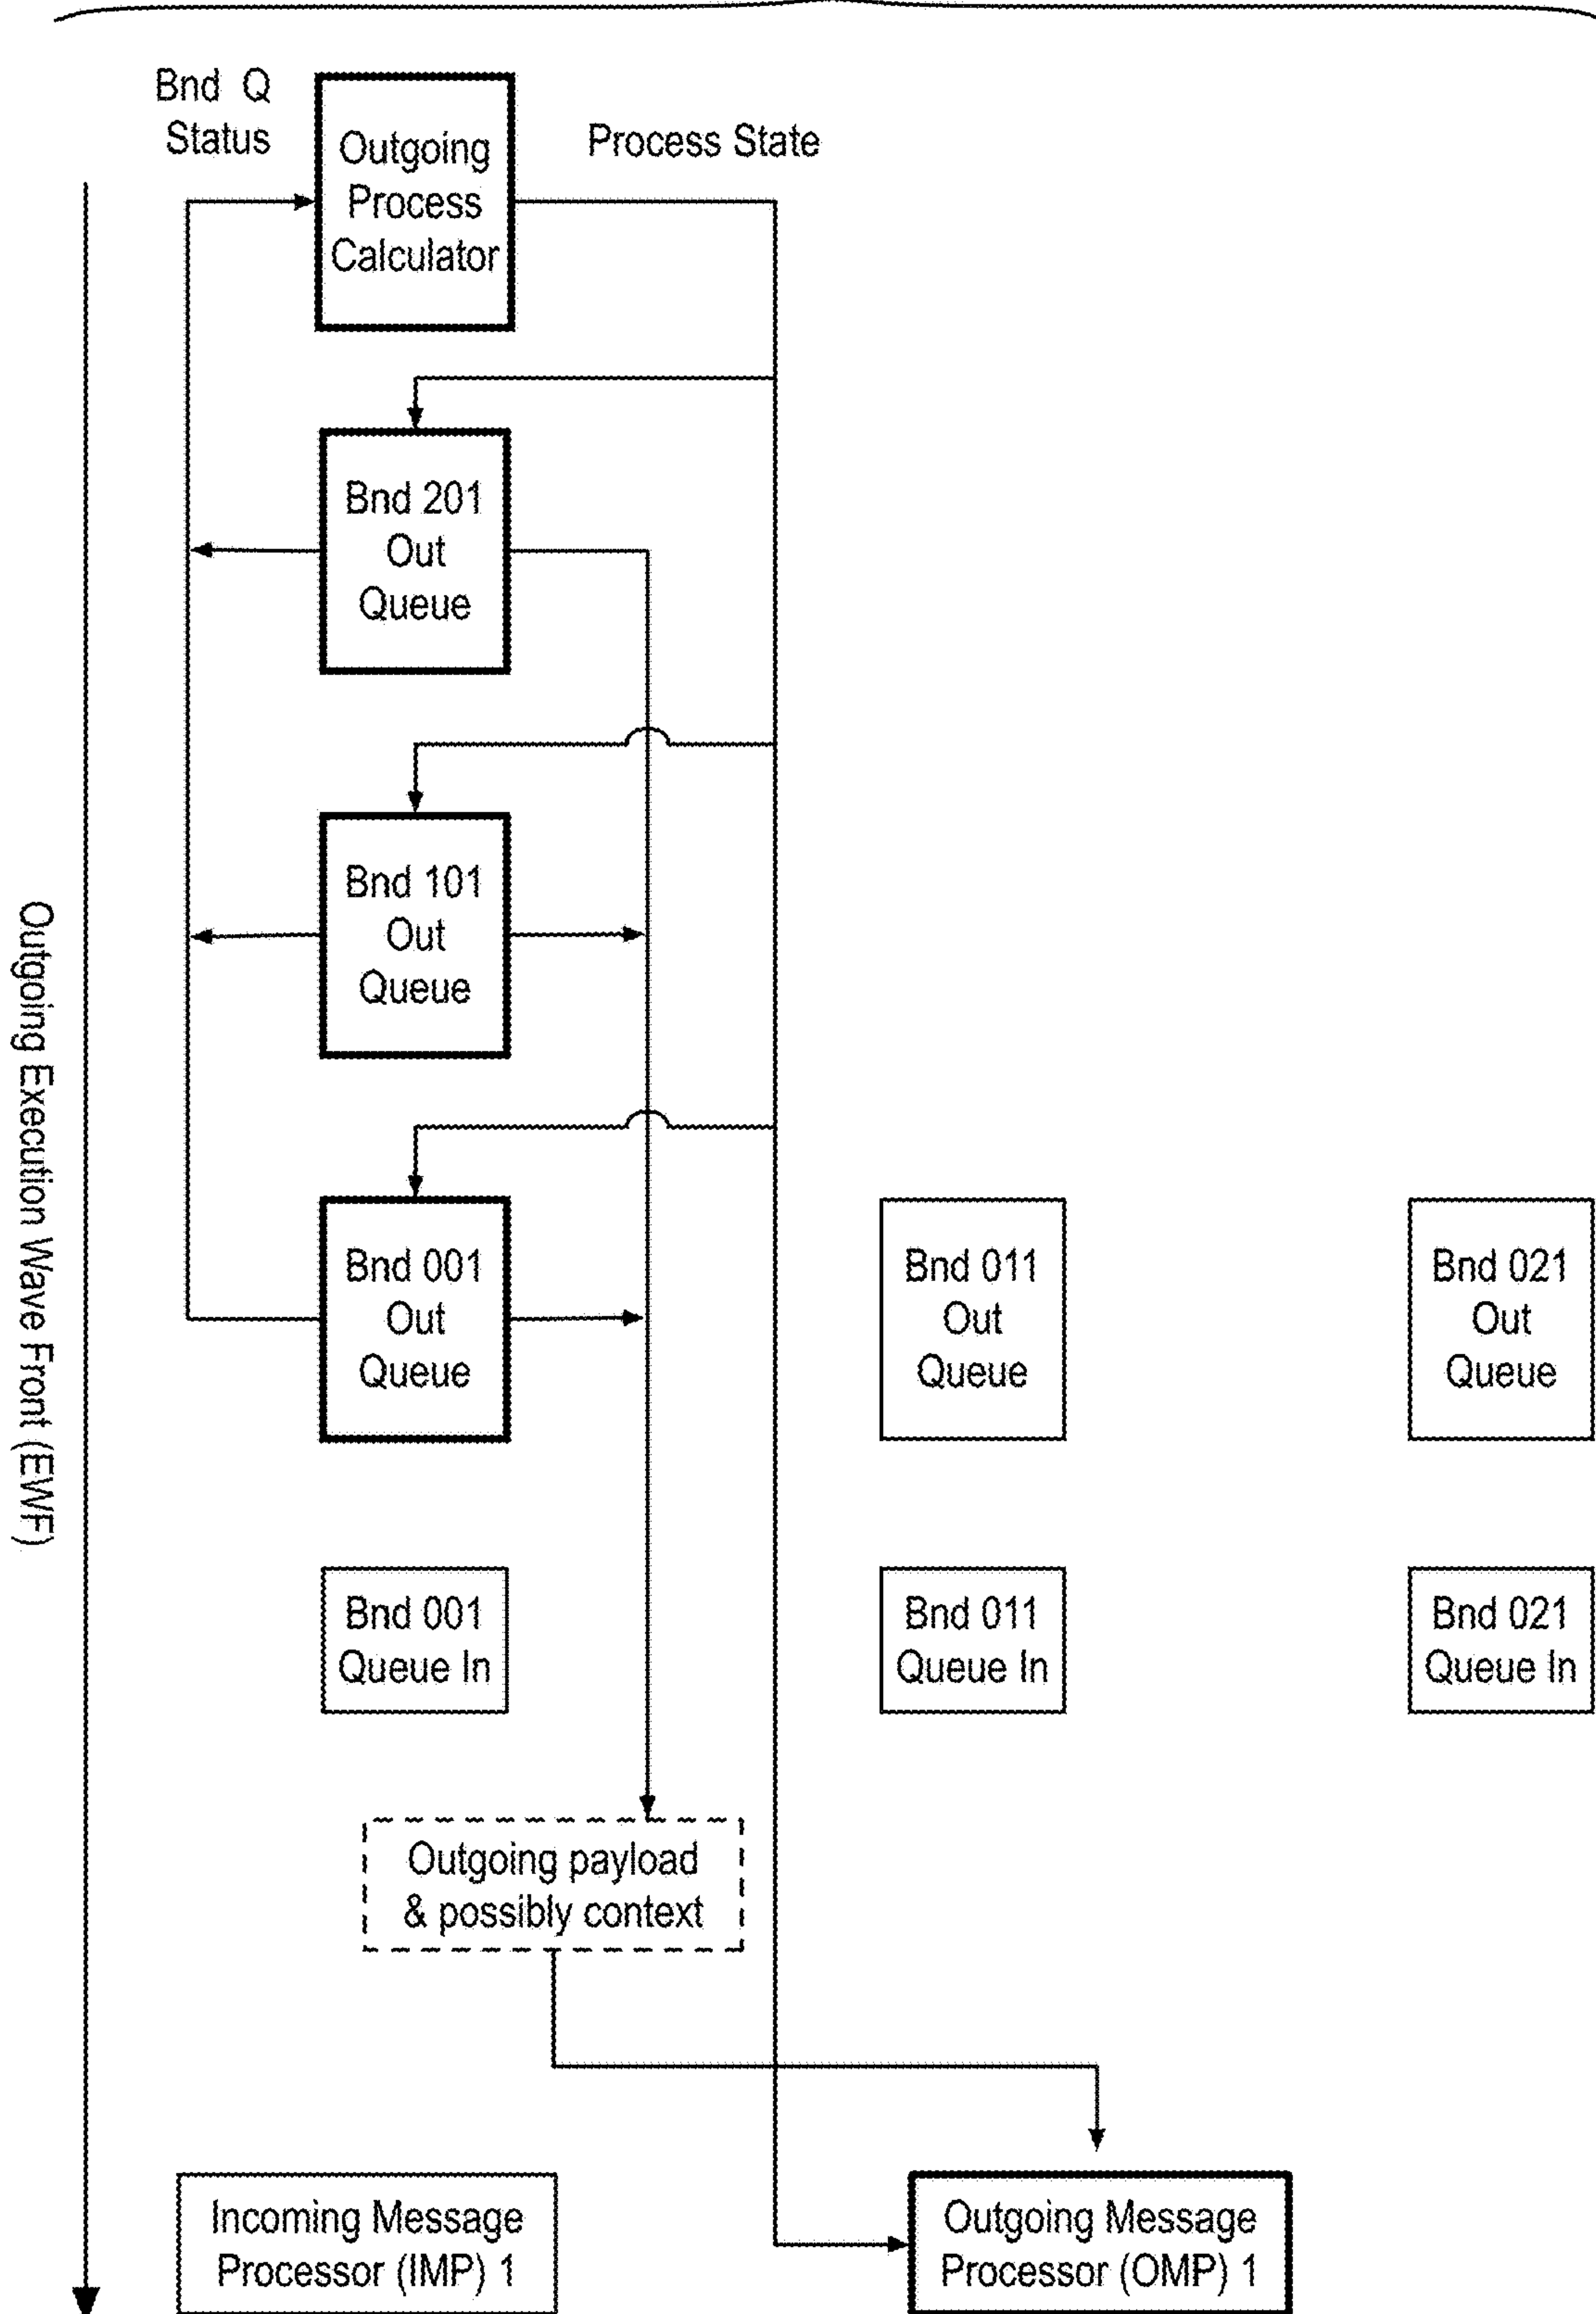 Bnd Q
Status
Outgoing
Process
Calculator
Process State
Bnd 201
Out
Queue
Bnd 101
Out
Queue
Outgoing Execution Wave Front (EWF)
Bnd 001
Out
Queue
Bnd 011
Out
Queue
Bnd 021
Out
Queue
Bnd 001
Queue In
Bnd 011
Queue In
Bnd 021
Queue In
Outgoing payload
& possibly context
Incoming Message
Processor (IMP) 1
Outgoing Message
Processor (OMP) 1